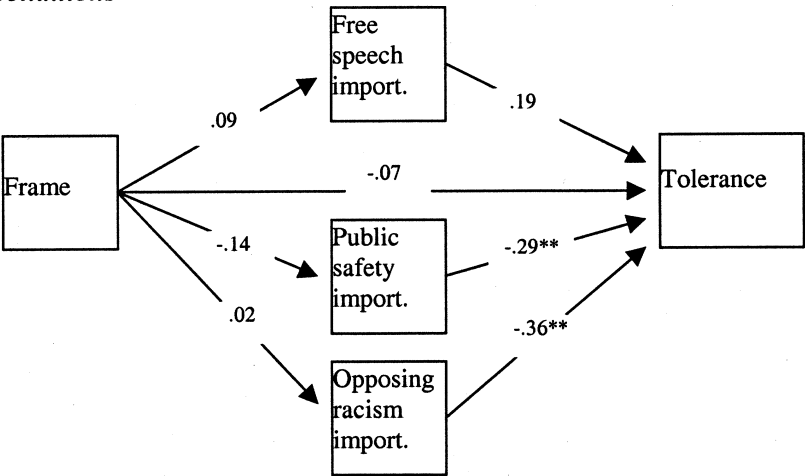 Free
speech
import.
.09
.19
Frame
-.07
Tolerance
-.14
Public
safety
import.
-.29**
.02
-.36**
Opposing
racism
import.